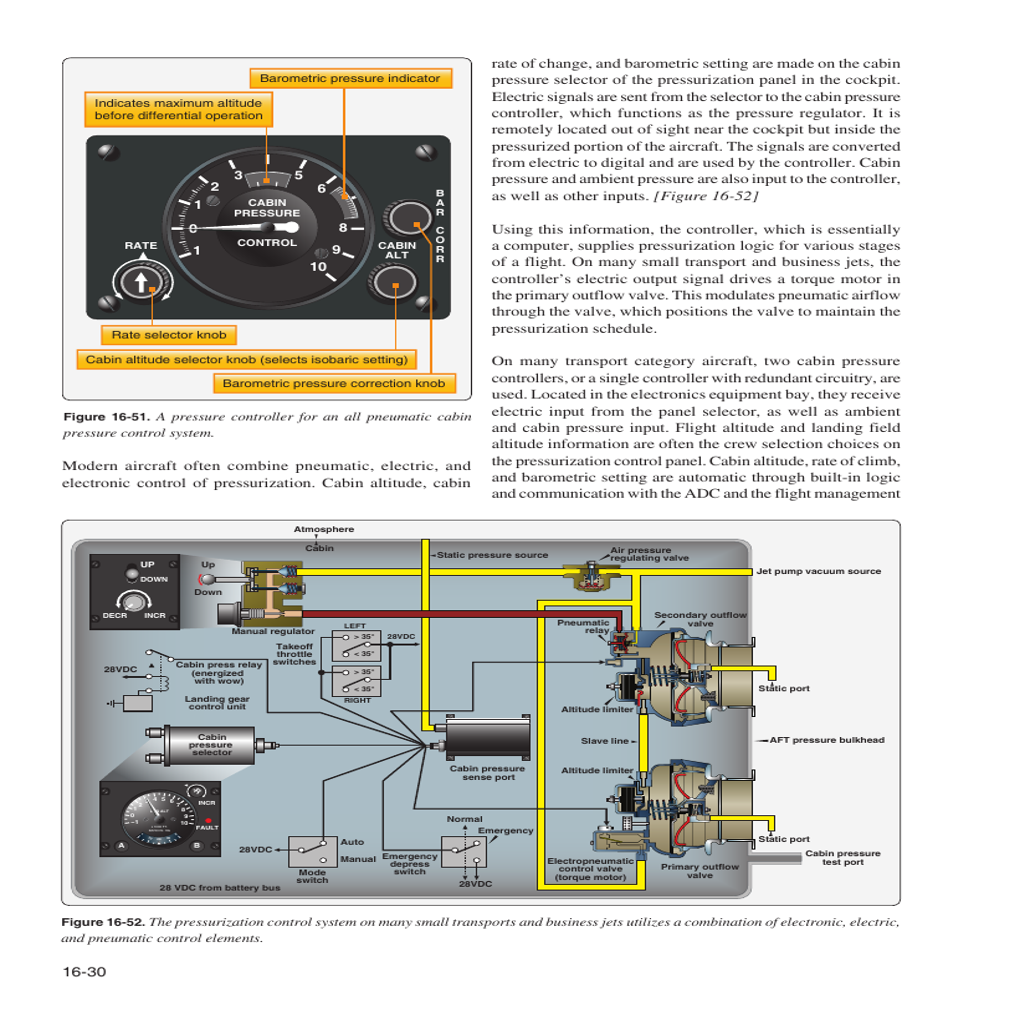 Barometric pressure indicator
Indicates maximum altitude
before differential operation
3
5
2
6
1
CABIN
PRESSURE
0
8
CONTROL
1
9
10
RATE
CABIN
ALT
BAR CORR
Rate selector knob
Cabin altitude selector knob (selects isobaric setting)
Barometric pressure correction knob
Figure 16-51. A pressure controller for an all pneumatic cabin
pressure control system.
Modern aircraft often combine pneumatic, electric, and
electronic control of pressurization. Cabin altitude, cabin
rate of change, and barometric setting are made on the cabin
pressure selector of the pressurization panel in the cockpit.
Electric signals are sent from the selector to the cabin pressure
controller, which functions as the pressure regulator. It is
remotely located out of sight near the cockpit but inside the
pressurized portion of the aircraft. The signals are converted
from electric to digital and are used by the controller. Cabin
pressure and ambient pressure are also input to the controller,
as well as other inputs. [Figure 16-52]
Using this information, the controller, which is essentially
a computer, supplies pressurization logic for various stages
of a flight. On many small transport and business jets, the
controller's electric output signal drives a torque motor in
the primary outflow valve. This modulates pneumatic airflow
through the valve, which positions the valve to maintain the
pressurization schedule.
On many transport category aircraft, two cabin pressure
controllers, or a single controller with redundant circuitry, are
used. Located in the electronics equipment bay, they receive
electric input from the panel selector, as well as ambient
and cabin pressure input. Flight altitude and landing field
altitude information are often the crew selection choices on
the pressurization control panel. Cabin altitude, rate of climb,
and barometric setting are automatic through built-in logic
and communication with the ADC and the flight management
Atmosphere
Cabin
Static pressure source
Air pressure
regulating valve
Jet pump vacuum source
UP
DOWN
DECR
INCR
Up
Down
Manual regulator
LEFT
> 35°
< 35°
28VDC
> 35°
< 35°
RIGHT
Takeoff
throttle
switches
Pneumatic
relay
Secondary outflow
valve
28VDC
Cabin press relay
(energized
with wow)
Landing gear
control unit
Static port
Altitude limiter
Cabin
pressure
selector
Slave line
AFT pressure bulkhead
Cabin pressure
sense port
Altitude limiter
INCR
FAULT
A
B
Normal
Emergency
28VDC
Auto
Manual
Mode
switch
Emergency
depress
switch
28VDC
Electropneumatic
control valve
(torque motor)
Primary outflow
valve
Static port
Cabin pressure
test port
28 VDC from battery bus
Figure 16-52. The pressurization control system on many small transports and business jets utilizes a combination of electronic, electric,
and pneumatic control elements.
16-30